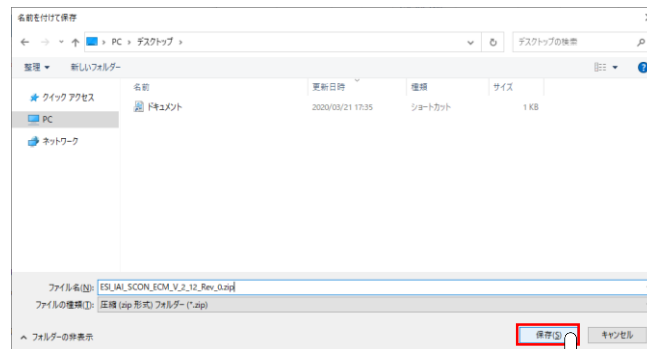 名前を付けて保存
PC › デスクトップ ›
デスクトップの検索
整理 新しいフォルダー
名前 更新日時 種類 サイズ
クイック アクセス
ドキュメント 2020/03/21 17:35 ショートカット 1 KB
PC
ネットワーク
ファイル名(N): ESI_IAI_SCON_ECM_V_2_12_Rev_0.zip
ファイルの種類(T): 圧縮 (zip 形式) フォルダー (*.zip)
フォルダーの非表示 保存(S) キャンセル